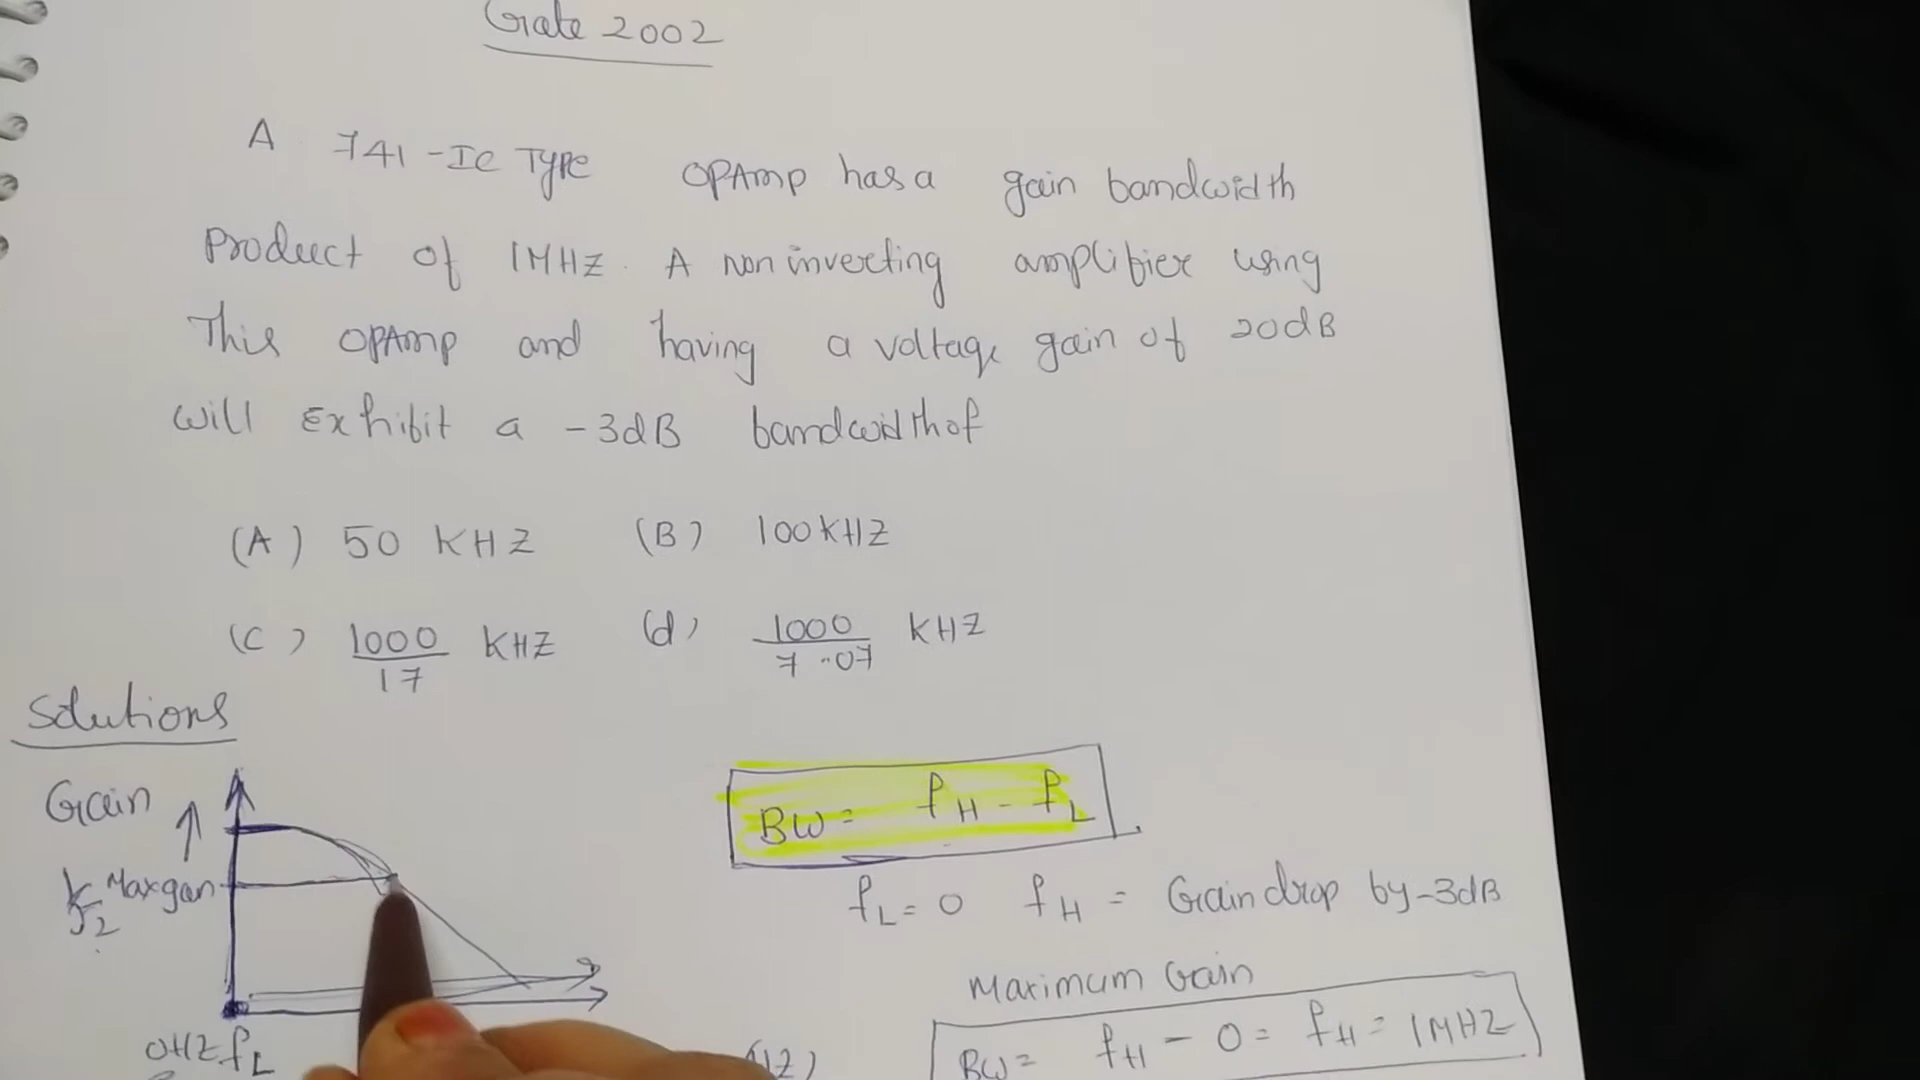 Grate 2002
A 741-IC Type OPAmp has a gain bandwidth
Product of 1MHZ. A non inverting amplifier using
This OPAmp and having a voltage gain of 20dB
will Exhibit a -3dB bandwidth of
(A) 50 KHZ (B) 100KHZ
(C) 1000/17 KHZ (d) 1000/7.07 KHZ
Solutions
Gain
BW = fH - fL
Max gain
√2
fL = 0 fH = Gain drop by -3dB
Maximum Gain
BW = fH - 0 = fH = 1MHZ
0HZ fL